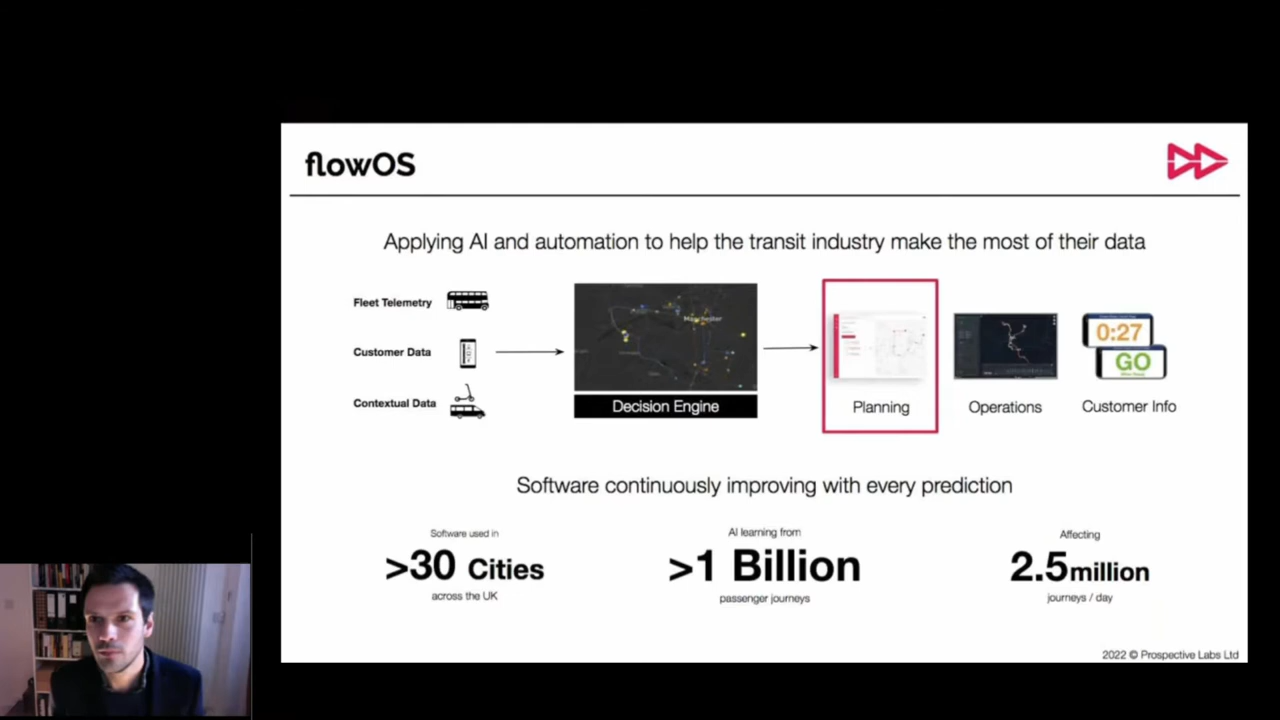 flowOS
Applying AI and automation to help the transit industry make the most of their data
Fleet Telemetry
Customer Data
Contextual Data
Manchester
Decision Engine
Planning
Operations
0:27
GO
Customer Info
Software continuously improving with every prediction
Software used in
>30 Cities
across the UK
AI learning from
>1 Billion
passenger journeys
Affecting
2.5million
journeys / day
2022 © Prospective Labs Ltd